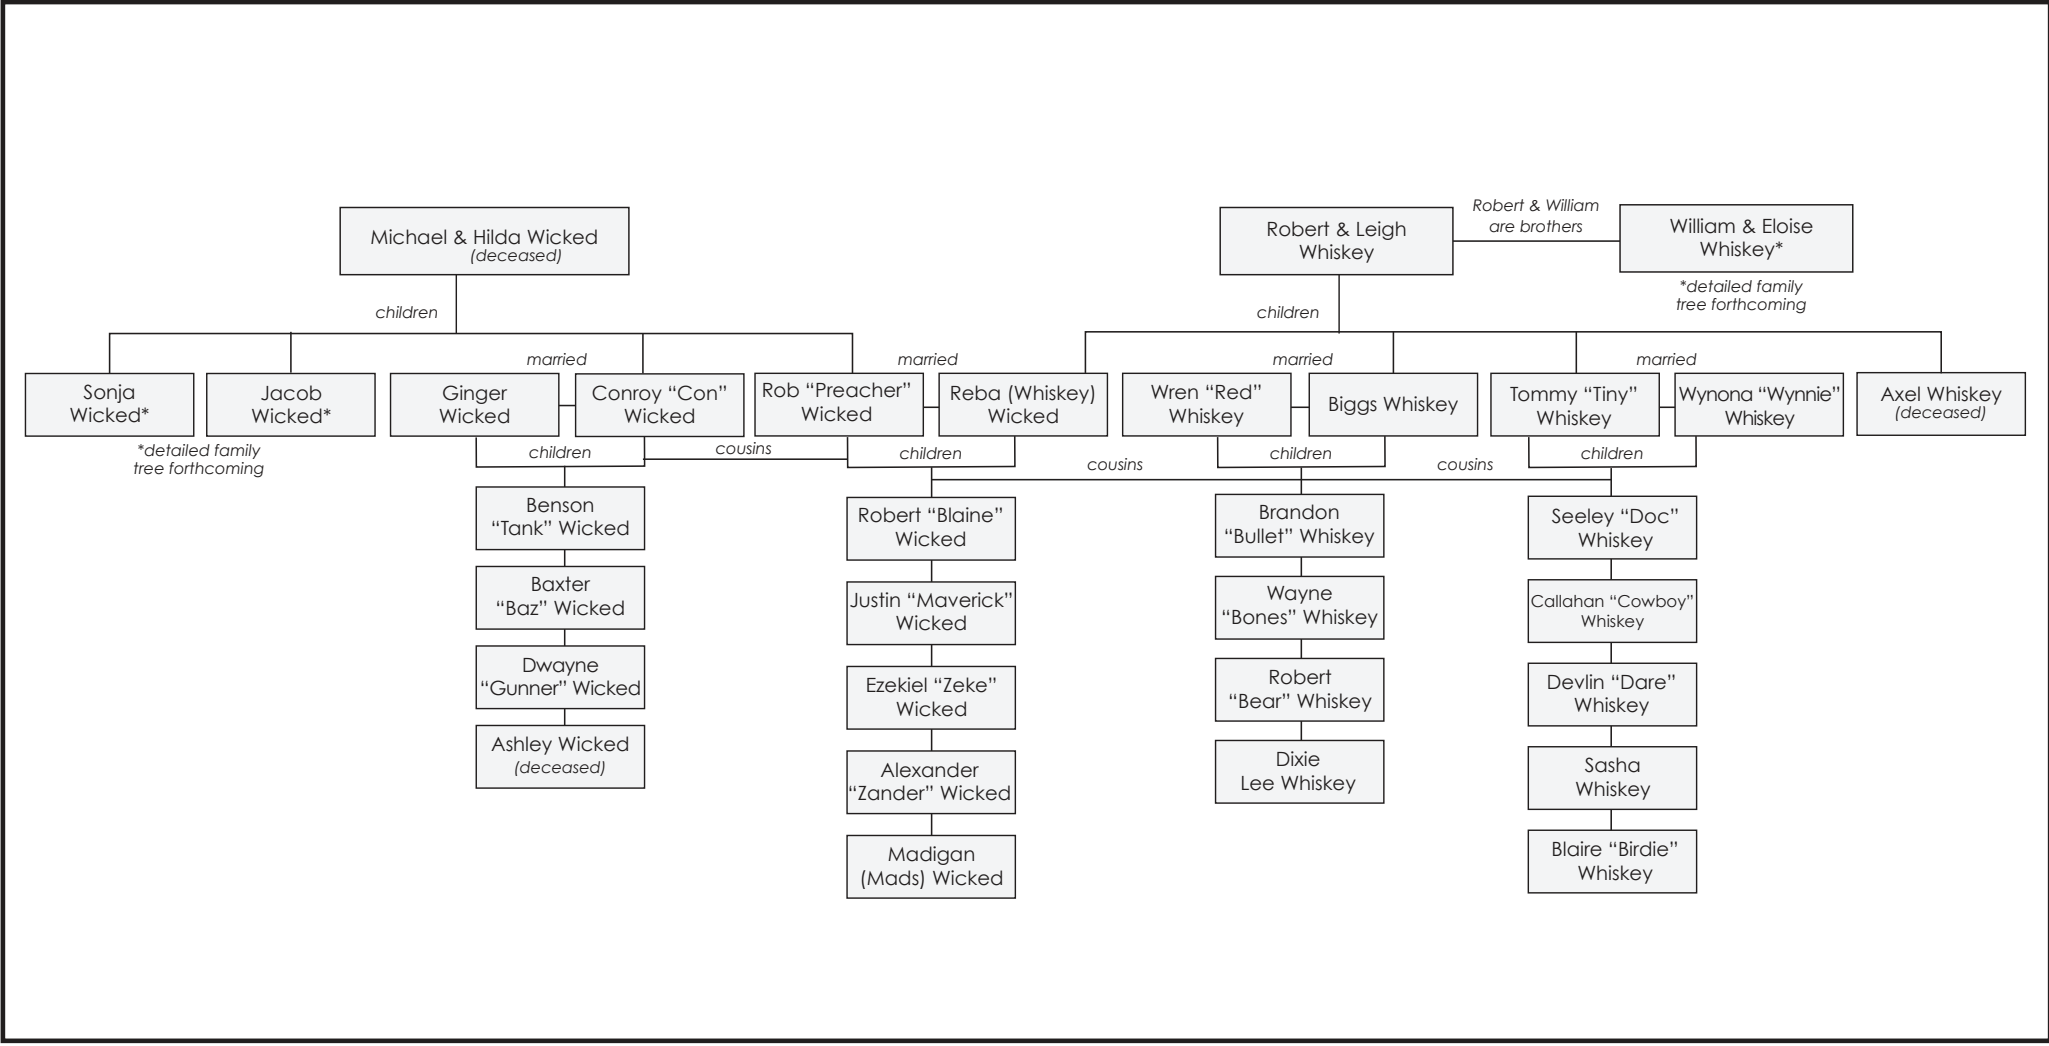 Robert & William
are brothers
Michael & Hilda Wicked
(deceased)
Robert & Leigh
Whiskey
William & Eloise
Whiskey*
*detailed family
tree forthcoming
children
children
married
married
married
married
Sonja
Wicked*
Jacob
Wicked*
Ginger
Wicked
Conroy “Con”
Wicked
Rob “Preacher”
Wicked
Reba (Whiskey)
Wicked
Wren “Red”
Whiskey
Biggs Whiskey
Tommy “Tiny”
Whiskey
Wynona “Wynnie”
Whiskey
Axel Whiskey
(deceased)
*detailed family
tree forthcoming
children
cousins
children
cousins
children
cousins
children
Benson
“Tank” Wicked
Baxter
“Baz” Wicked
Dwayne
“Gunner” Wicked
Ashley Wicked
(deceased)
Robert “Blaine”
Wicked
Justin “Maverick”
Wicked
Ezekiel “Zeke”
Wicked
Alexander
“Zander” Wicked
Madigan
(Mads) Wicked
Brandon
“Bullet” Whiskey
Wayne
“Bones” Whiskey
Robert
“Bear” Whiskey
Dixie
Lee Whiskey
Seeley “Doc”
Whiskey
Callahan “Cowboy”
Whiskey
Devlin “Dare”
Whiskey
Sasha
Whiskey
Blaire “Birdie”
Whiskey